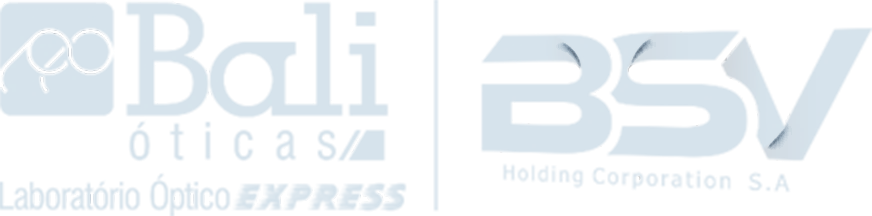 Bali
óticas
Laboratório Óptico EXPRESS
BSV
Holding Corporation S.A